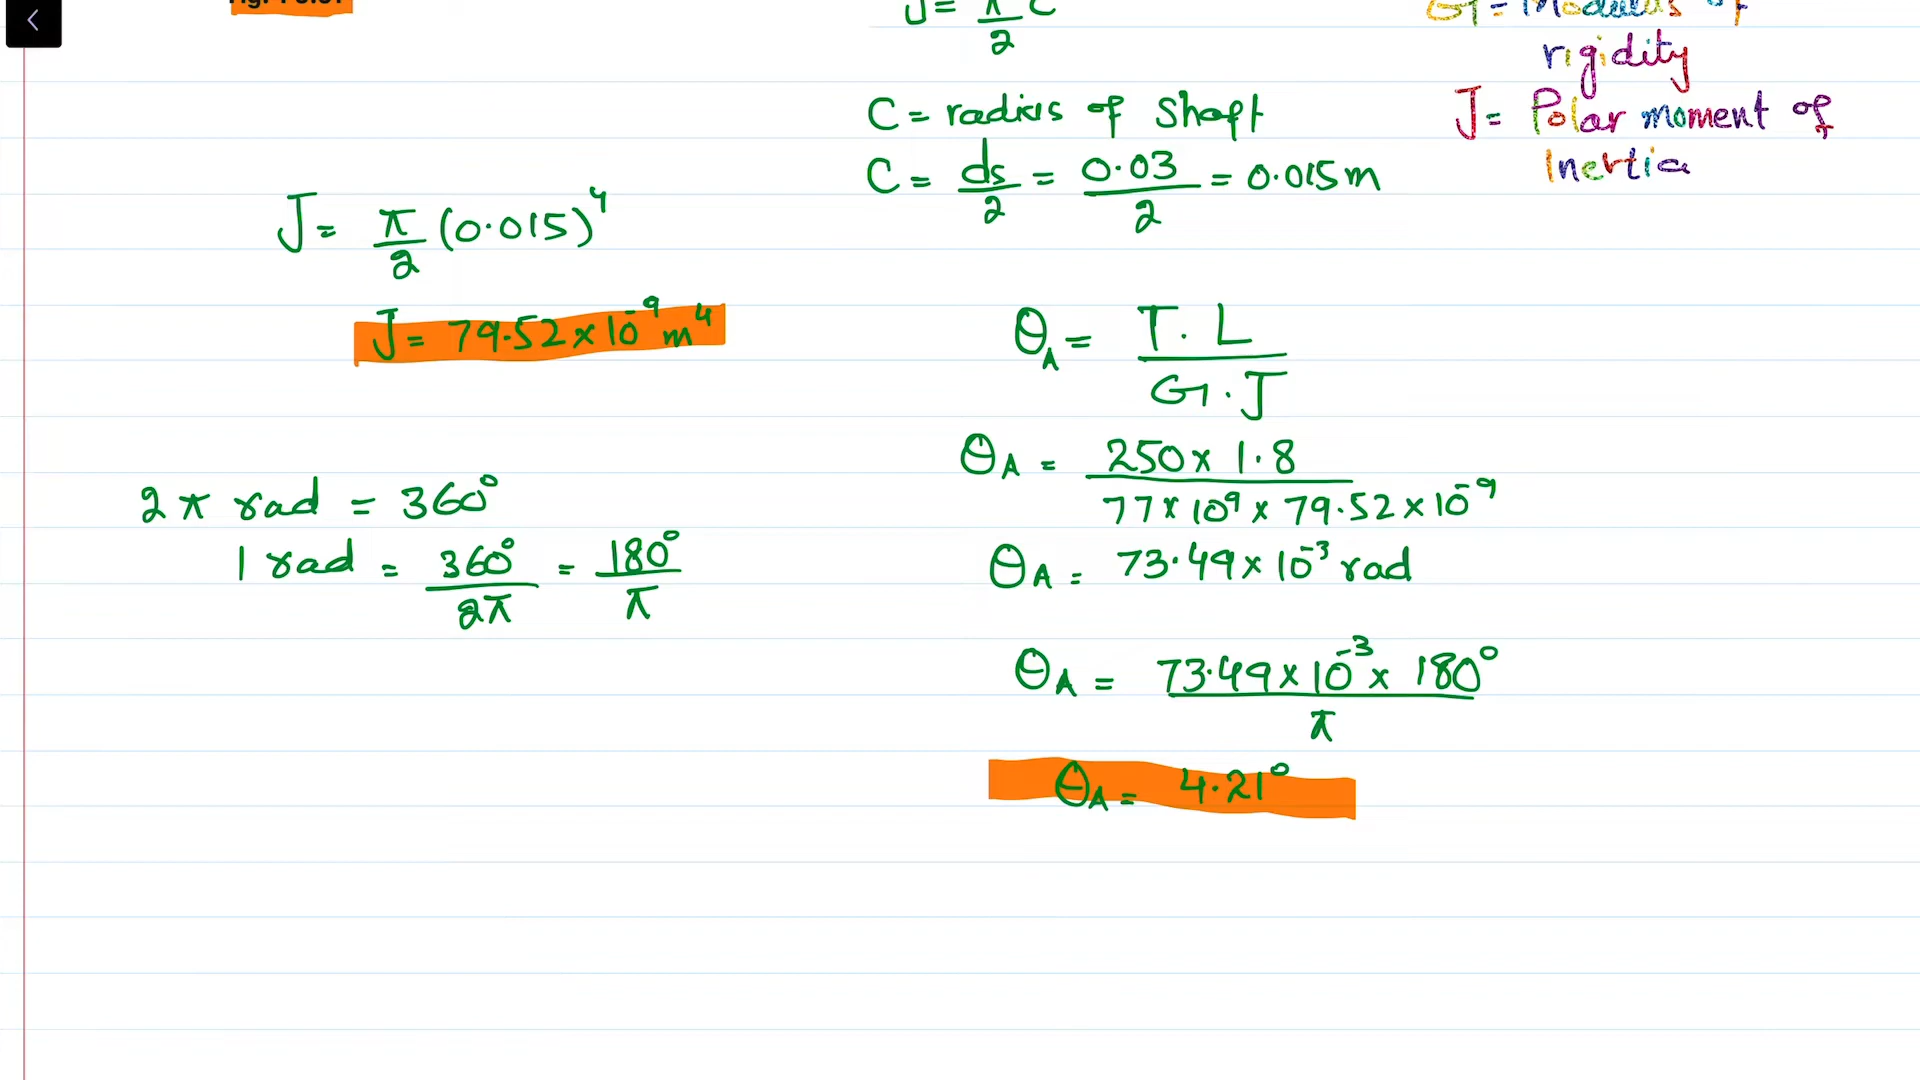 J = π/2 C
G = Modulus of
rigidity
J = Polar moment of
Inertia
C = radius of Shaft
C = ds/2 = 0.03/2 = 0.015m
J = π/2 (0.015)⁴
J = 79.52 × 10⁻⁹ m⁴
θA = T. L / G . J
θA = 250 × 1.8 / 77 × 10⁹ × 79.52 × 10⁻⁹
θA = 73.49 × 10⁻³ rad
2π rad = 360°
1 rad = 360°/2π = 180°/π
θA = 73.49 × 10⁻³ × 180° / π
θA = 4.21°